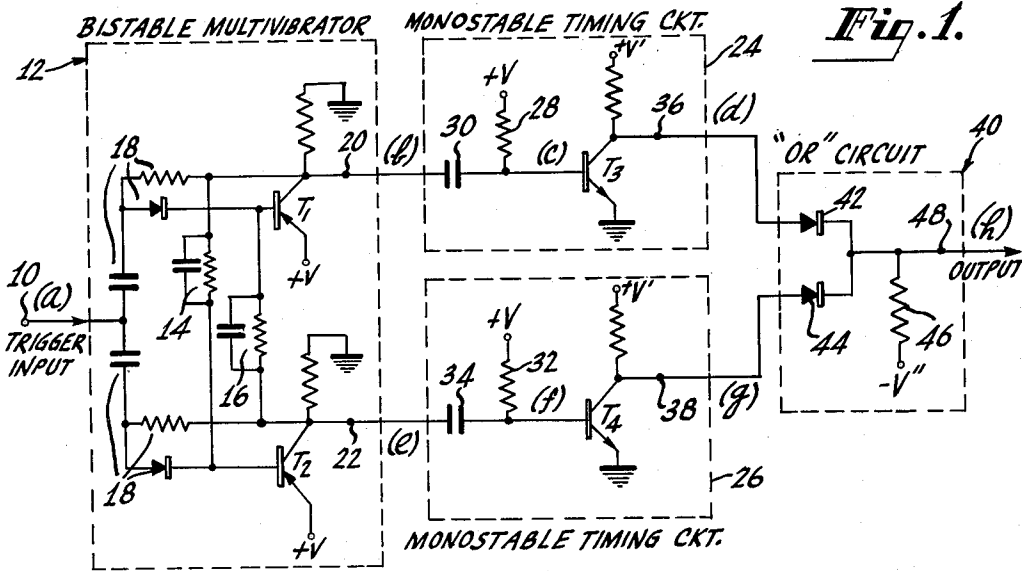 BISTABLE MULTIVIBRATOR
MONOSTABLE TIMING CKT.
Fig. 1.
12
+V'
24
+V
28
30
36
(d)
18
20
(b)
(c)
T3
"OR" CIRCUIT
40
T1
42
48
(h)
+V
OUTPUT
10
(a)
14
TRIGGER
INPUT
+V'
+V
44
46
16
34
32
(f)
-V"
T4
38
(g)
22
(e)
18
T2
26
+V
MONOSTABLE TIMING CKT.